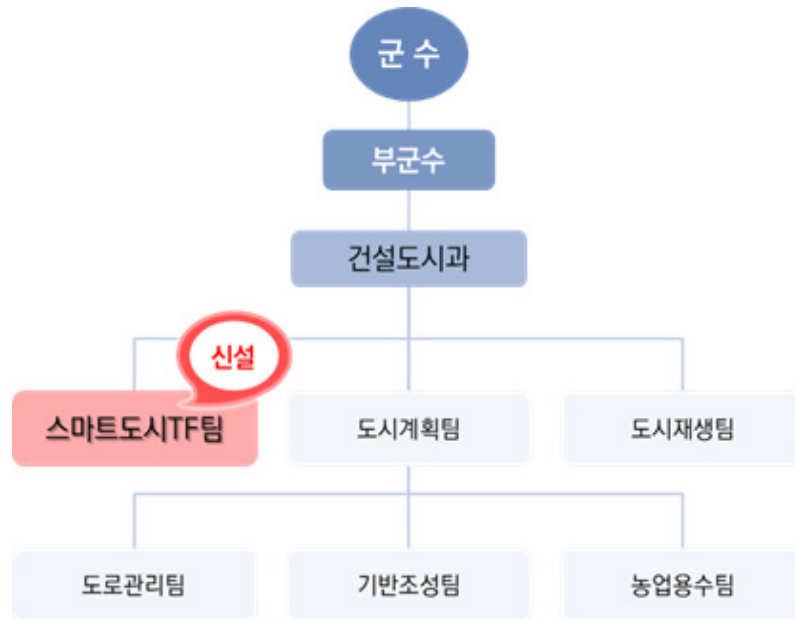 군 수
부군수
건설도시과
신설
스마트도시TF팀
도시계획팀
도시재생팀
도로관리팀
기반조성팀
농업용수팀